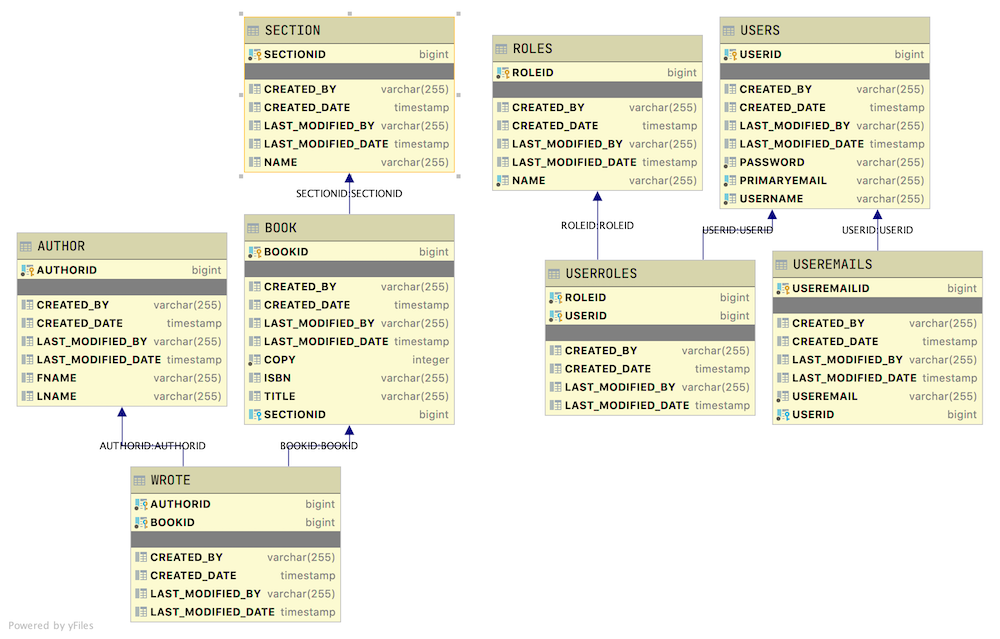 SECTION
SECTIONID bigint
CREATED_BY varchar(255)
CREATED_DATE timestamp
LAST_MODIFIED_BY varchar(255)
LAST_MODIFIED_DATE timestamp
NAME varchar(255)
SECTIONID:SECTIONID
ROLES
ROLEID bigint
CREATED_BY varchar(255)
CREATED_DATE timestamp
LAST_MODIFIED_BY varchar(255)
LAST_MODIFIED_DATE timestamp
NAME varchar(255)
ROLEID:ROLEID
USERS
USERID bigint
CREATED_BY varchar(255)
CREATED_DATE timestamp
LAST_MODIFIED_BY varchar(255)
LAST_MODIFIED_DATE timestamp
PASSWORD varchar(255)
PRIMARYEMAIL varchar(255)
USERNAME varchar(255)
USERID:USERID
USERID:USERID
AUTHOR
AUTHORID bigint
CREATED_BY varchar(255)
CREATED_DATE timestamp
LAST_MODIFIED_BY varchar(255)
LAST_MODIFIED_DATE timestamp
FNAME varchar(255)
LNAME varchar(255)
AUTHORID:AUTHORID
BOOK
BOOKID bigint
CREATED_BY varchar(255)
CREATED_DATE timestamp
LAST_MODIFIED_BY varchar(255)
LAST_MODIFIED_DATE timestamp
COPY integer
ISBN varchar(255)
TITLE varchar(255)
SECTIONID bigint
BOOKID:BOOKID
USERROLES
ROLEID bigint
USERID bigint
CREATED_BY varchar(255)
CREATED_DATE timestamp
LAST_MODIFIED_BY varchar(255)
LAST_MODIFIED_DATE timestamp
USEREMAILS
USEREMAILID bigint
CREATED_BY varchar(255)
CREATED_DATE timestamp
LAST_MODIFIED_BY varchar(255)
LAST_MODIFIED_DATE timestamp
USEREMAIL varchar(255)
USERID bigint
WROTE
AUTHORID bigint
BOOKID bigint
CREATED_BY varchar(255)
CREATED_DATE timestamp
LAST_MODIFIED_BY varchar(255)
LAST_MODIFIED_DATE timestamp
Powered by yFiles